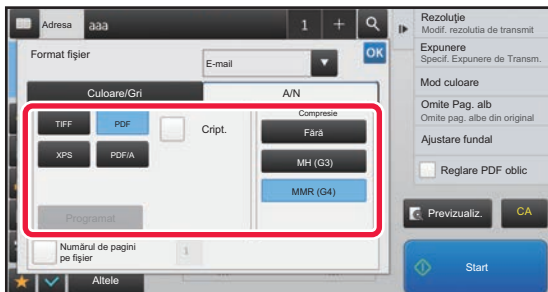 Adresa aaa 1 +
Format fișier
E-mail
OK
Culoare/Gri
A/N
TIFF
PDF
Cript.
XPS
PDF/A
Programat
Compresie
Fără
MH (G3)
MMR (G4)
Numărul de pagini
pe fișier
1
Altele
Rezoluţie
Modif. rezolutia de transmit
Expunere
Specif. Expunere de Transm.
Mod culoare
Omite Pag. alb
Omite pag. albe din original
Ajustare fundal
Reglare PDF oblic
Previzualiz.
CA
Start